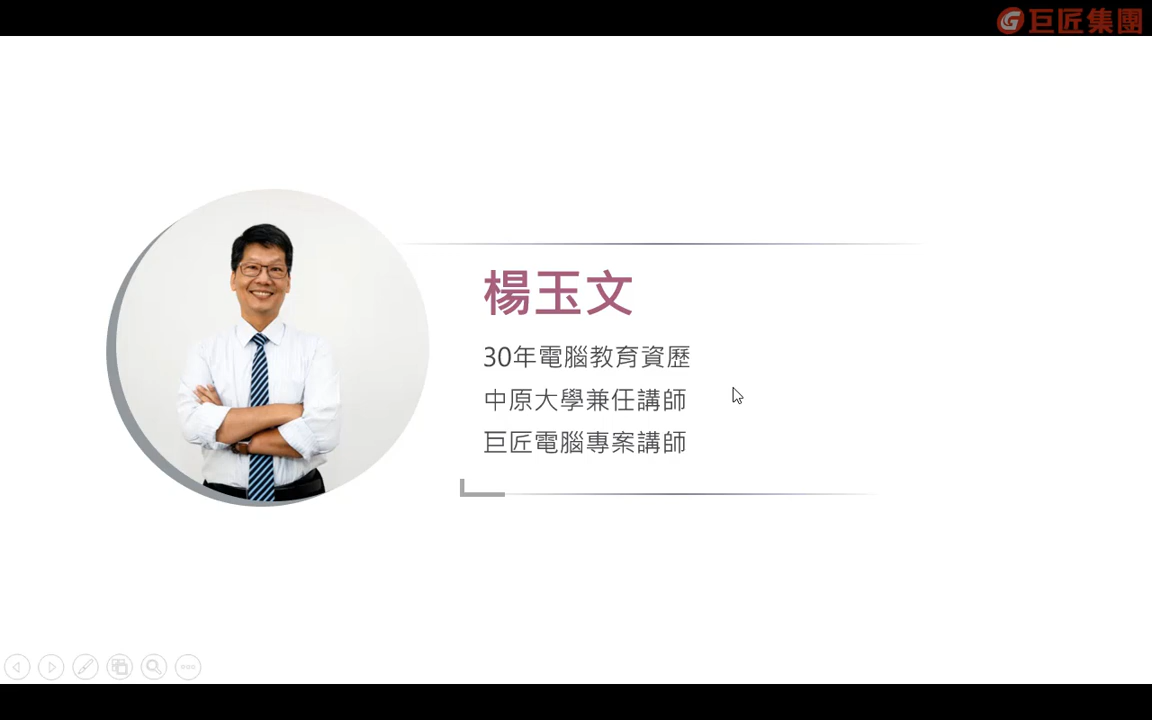 巨匠集團
楊玉文
30年電腦教育資歷
中原大學兼任講師
巨匠電腦專案講師